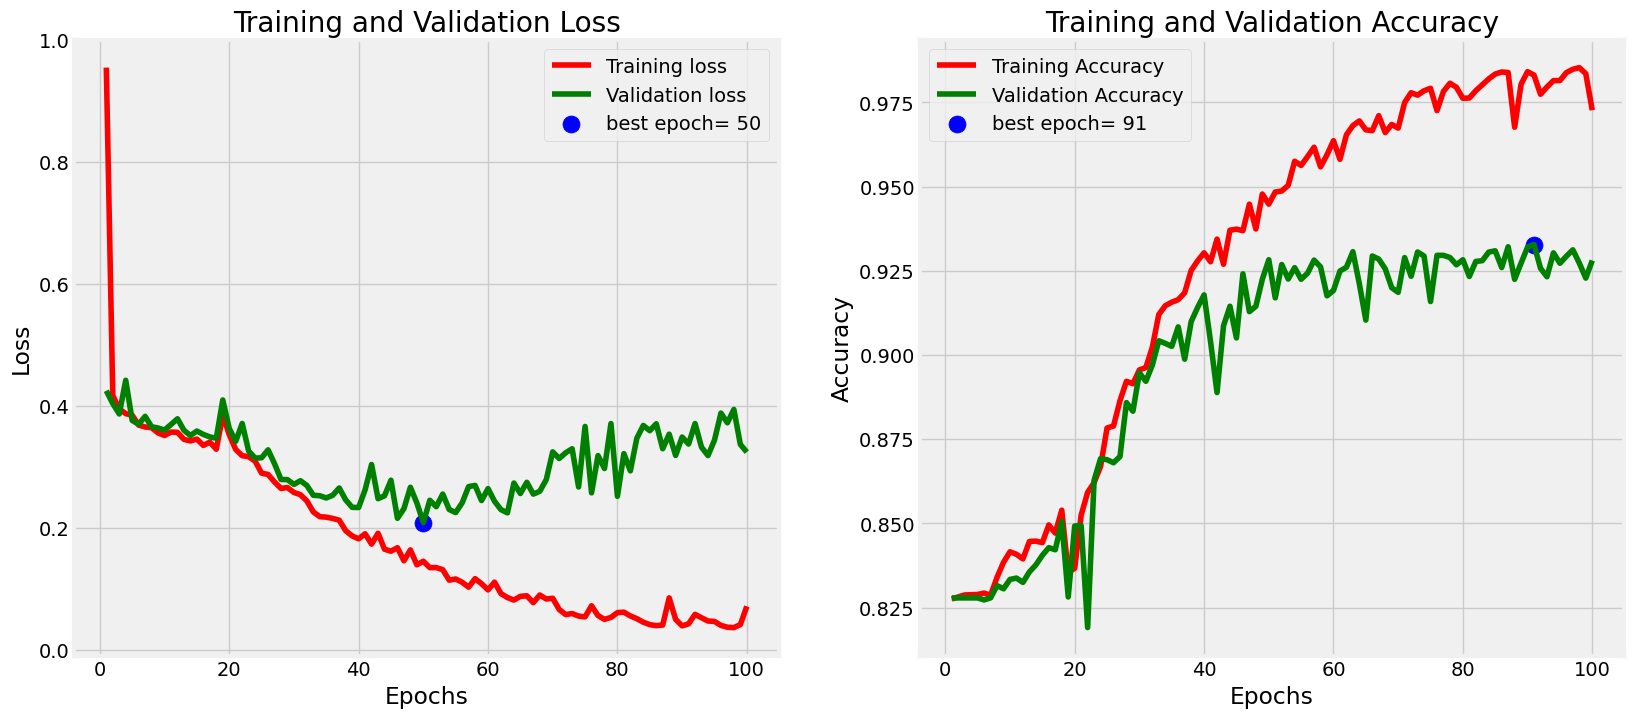 Training and Validation Loss
1.0
0.8
0.6
0.4
0.2
0.0
Loss
Training loss
Validation loss
best epoch= 50
0 20 40 60 80 100
Epochs
Training and Validation Accuracy
0.975
0.950
0.925
0.900
0.875
0.850
0.825
Accuracy
Training Accuracy
Validation Accuracy
best epoch= 91
0 20 40 60 80 100
Epochs